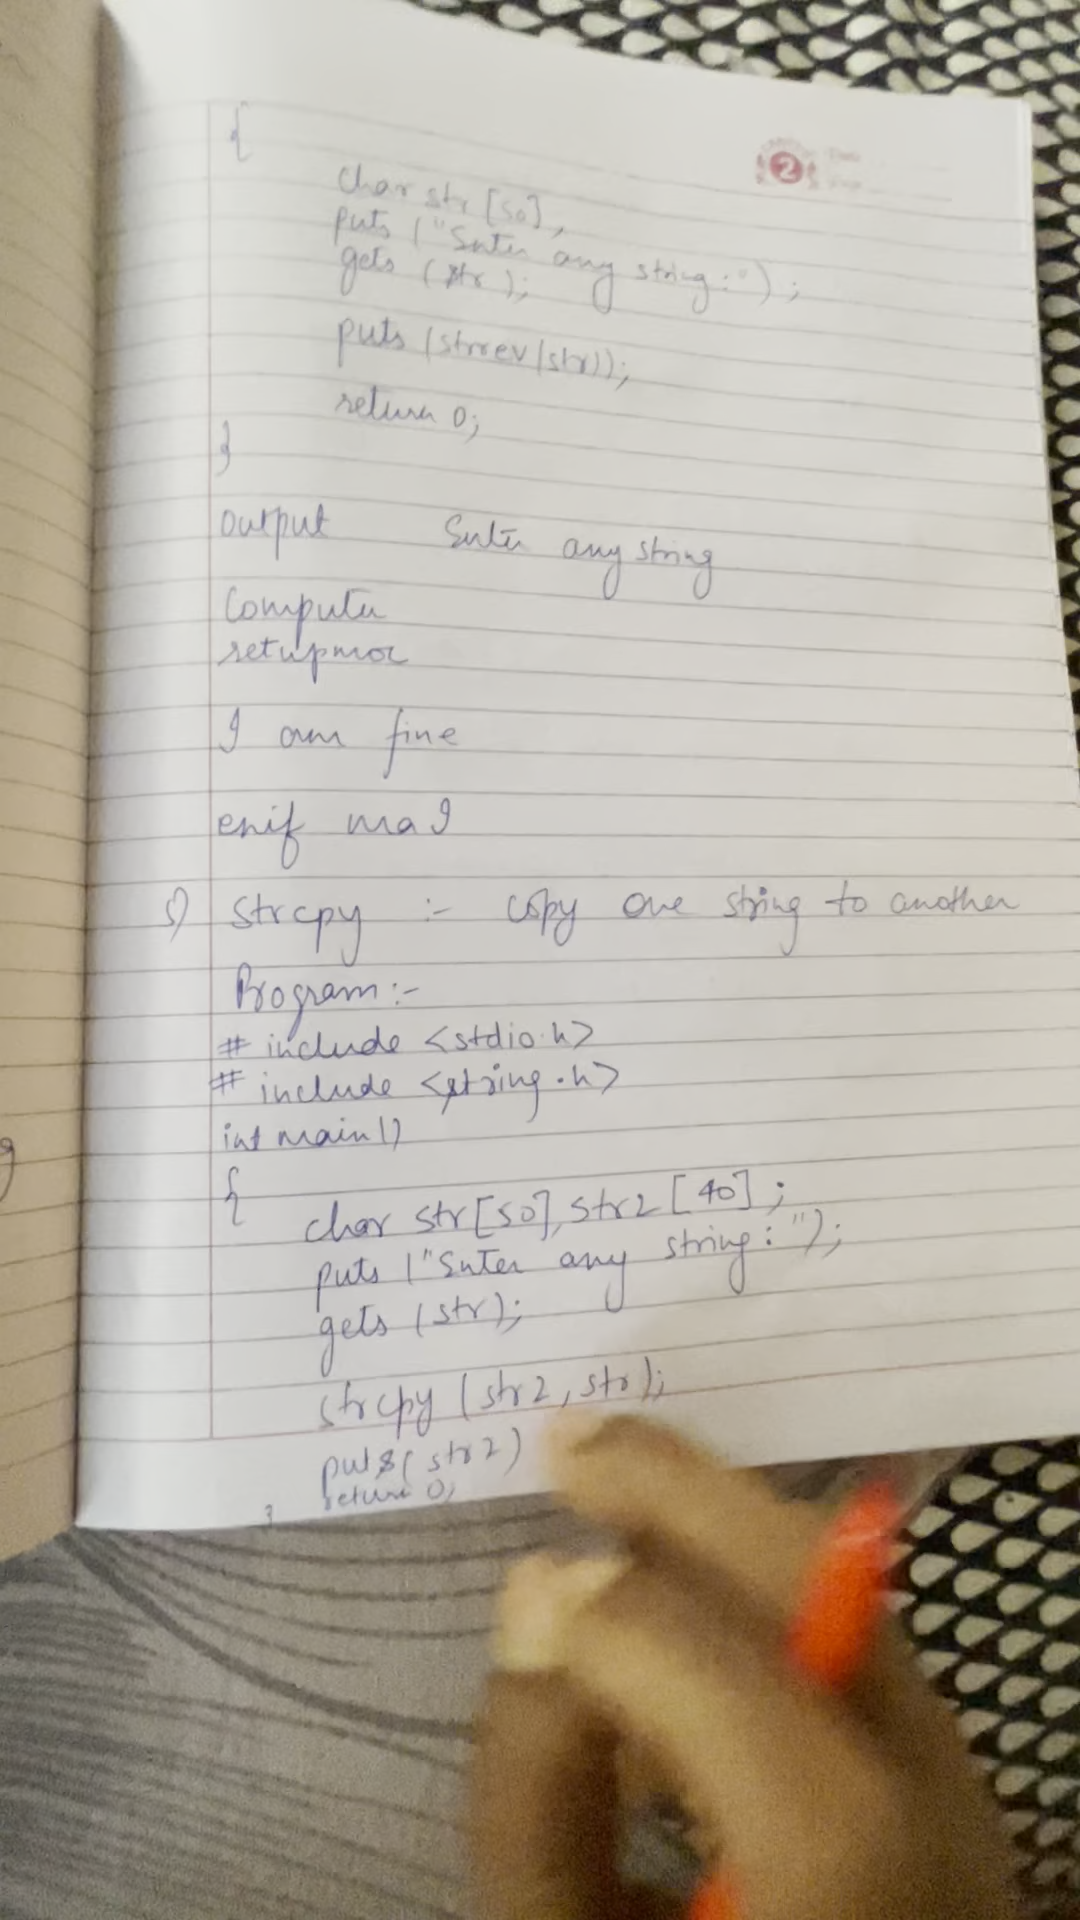 {
char str [50],
puts ("Enter any string:");
gets (str);
puts (strrev(str));
return 0;
}
output Enter any string
Computer
retupmoc
I am fine
enif ma I
5) strcpy :- copy one string to another
Program:-
# include <stdio.h>
# include <string.h>
int main()
{
char str[50], str2 [40];
puts ("Enter any string:");
gets (str);
strcpy (str2, str);
puts(str2)
return 0;
}